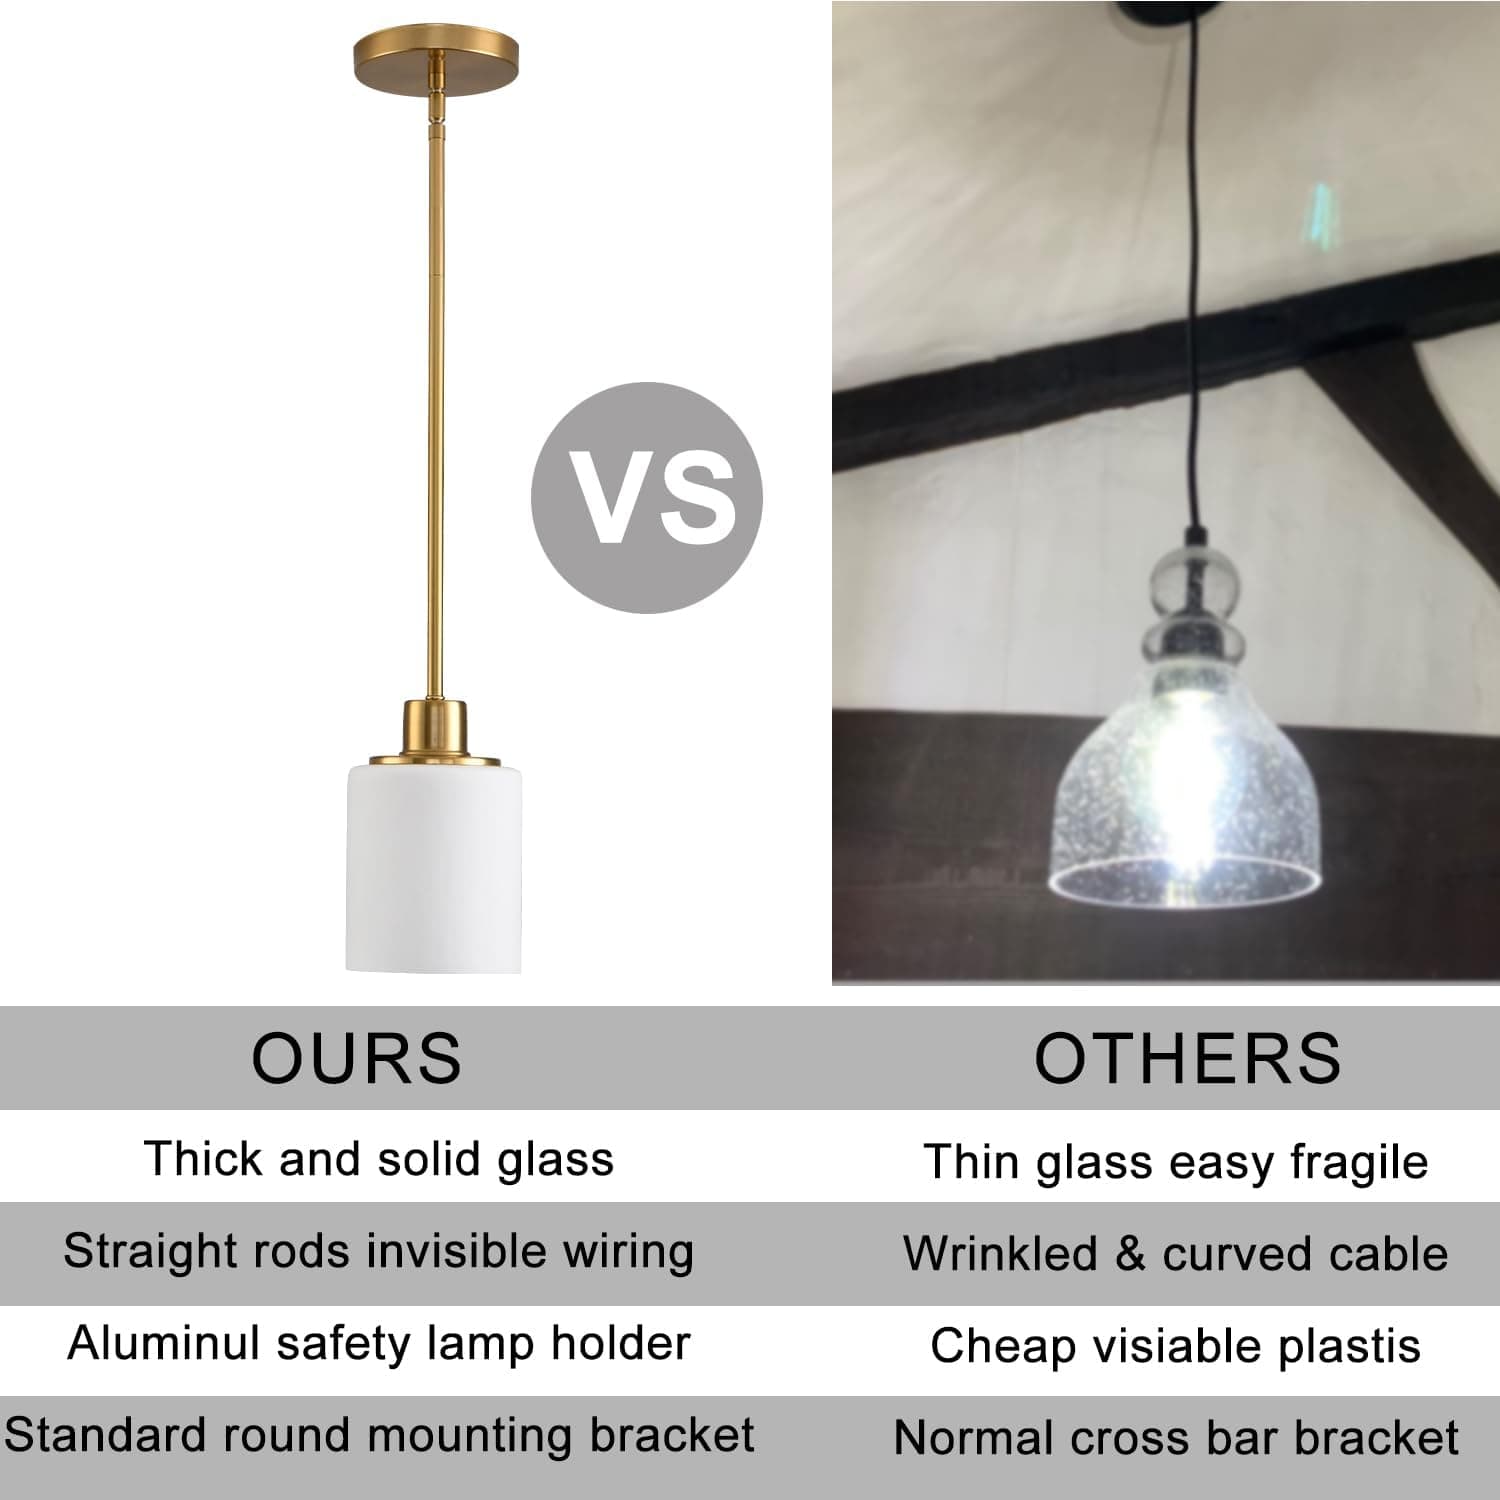 VS
OURS
OTHERS
Thick and solid glass
Thin glass easy fragile
Straight rods invisible wiring
Wrinkled & curved cable
Aluminul safety lamp holder
Cheap visiable plastis
Standard round mounting bracket
Normal cross bar bracket